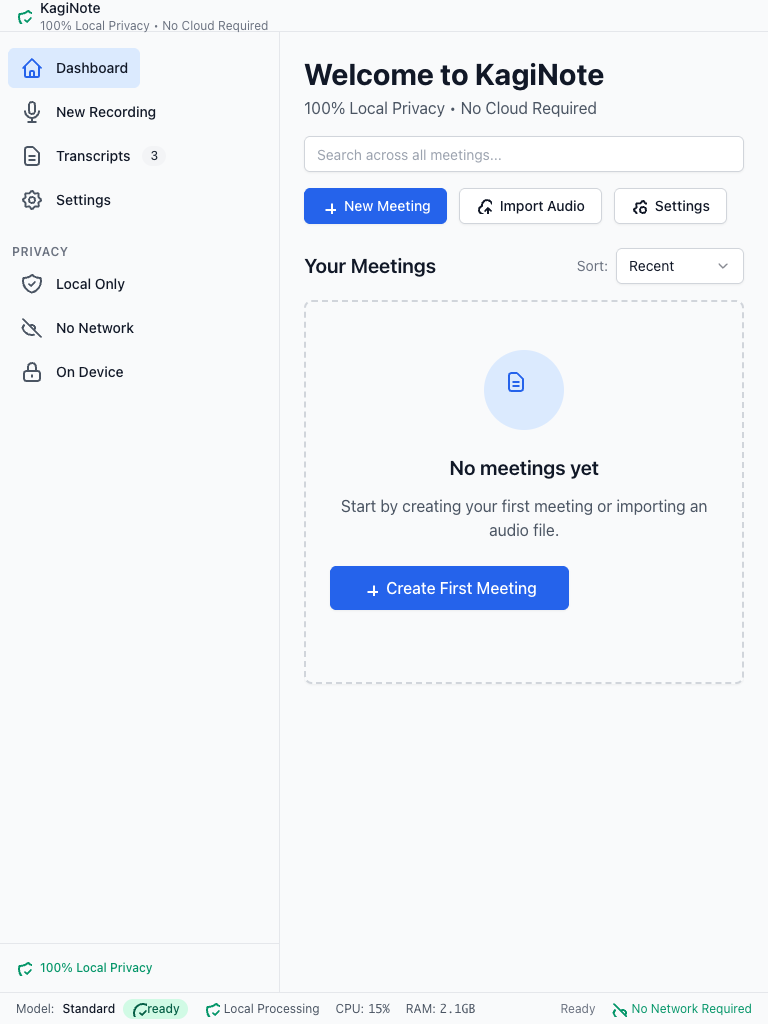 KagiNote
100% Local Privacy • No Cloud Required
Dashboard
New Recording
Transcripts 3
Settings
PRIVACY
Local Only
No Network
On Device
100% Local Privacy
Welcome to KagiNote
100% Local Privacy • No Cloud Required
Search across all meetings...
New Meeting
Import Audio
Settings
Your Meetings
Sort: Recent
No meetings yet
Start by creating your first meeting or importing an
audio file.
Create First Meeting
Model: Standard ready Local Processing CPU: 15% RAM: 2.1GB Ready No Network Required